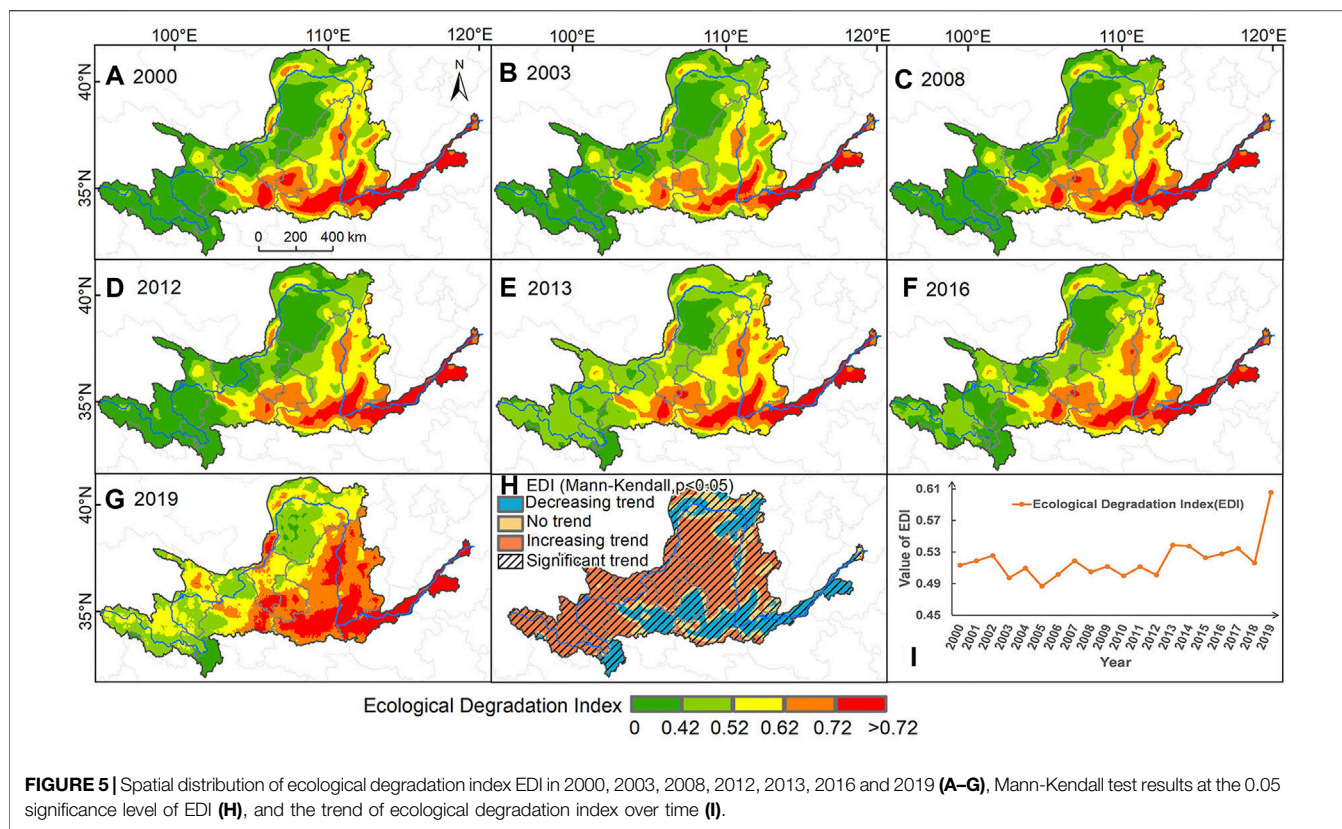 100°E 110°E 120°E 100°E 110°E 120°E 110°E 120°E
A 2000
N
B 2003
C 2008
40°N
35°N
0 200 400 km
D 2012
E 2013
F 2016
40°N
35°N
G 2019
40°N
35°N
H EDI (Mann-Kendall,p<0.05)
Decreasing trend
No trend
Increasing trend
Significant trend
0.61
0.57
0.53
0.49
0.45
Value of EDI
Ecological Degradation Index(EDI)
2000 2001 2002 2003 2004 2005 2006 2007 2008 2009 2010 2011 2012 2013 2014 2015 2016 2017 2018 2019
Year
I
Ecological Degradation Index
0 0.42 0.52 0.62 0.72 >0.72
FIGURE 5 | Spatial distribution of ecological degradation index EDI in 2000, 2003, 2008, 2012, 2013, 2016 and 2019 (A–G), Mann-Kendall test results at the 0.05
significance level of EDI (H), and the trend of ecological degradation index over time (I).